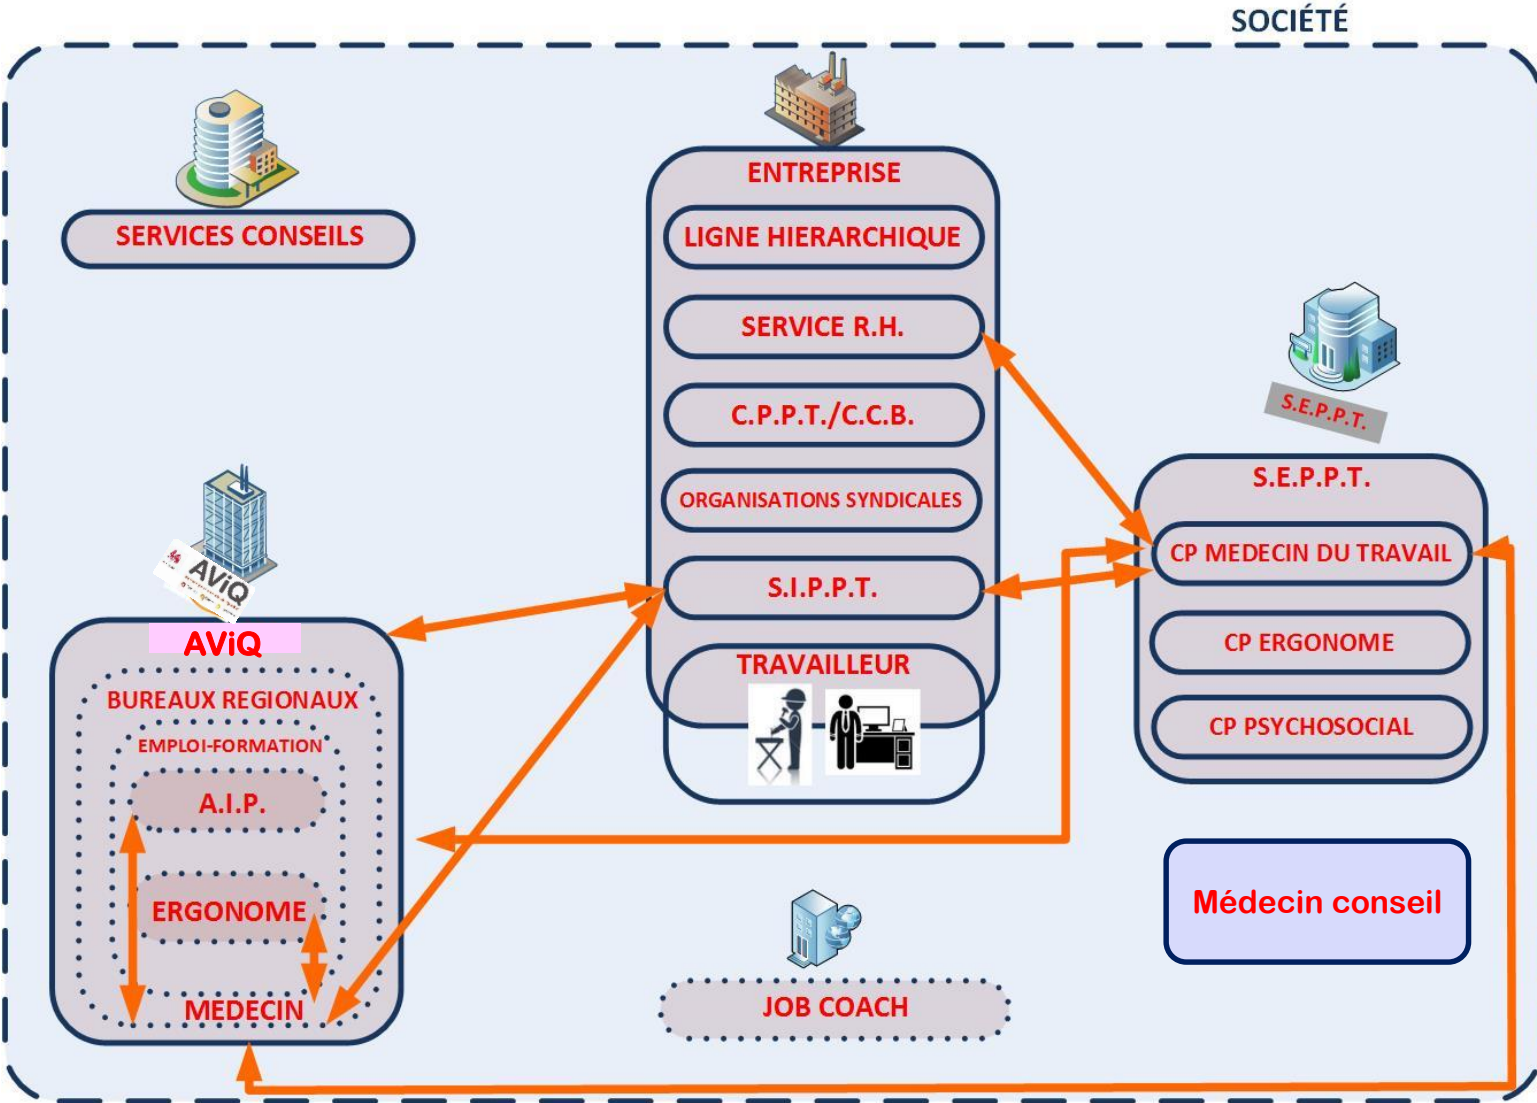 SOCIÉTÉ
SERVICES CONSEILS
ENTREPRISE
LIGNE HIERARCHIQUE
SERVICE R.H.
C.P.P.T./C.C.B.
ORGANISATIONS SYNDICALES
S.I.P.P.T.
TRAVAILLEUR
S.E.P.P.T.
S.E.P.P.T.
CP MEDECIN DU TRAVAIL
CP ERGONOME
CP PSYCHOSOCIAL
AViQ
AViQ
BUREAUX REGIONAUX
EMPLOI-FORMATION
A.I.P.
ERGONOME
MEDECIN
JOB COACH
Médecin conseil